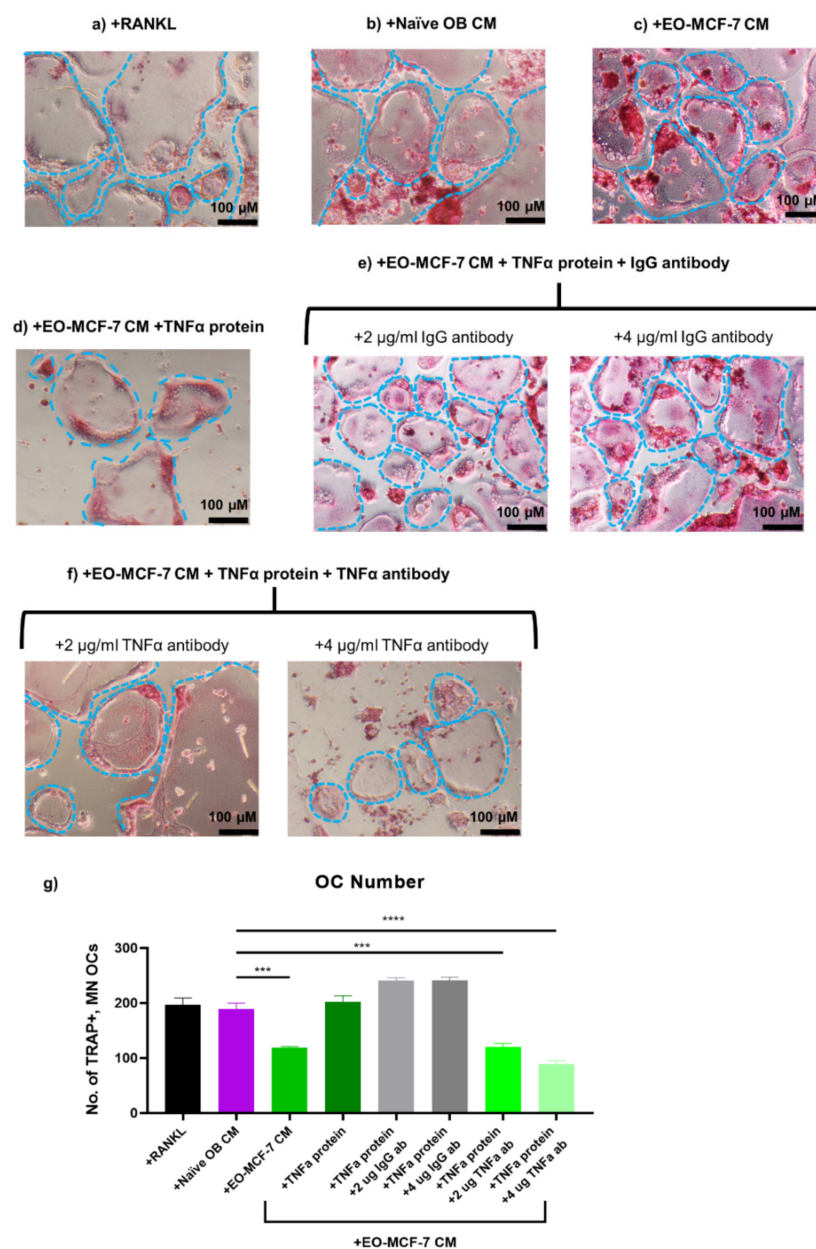 a) +RANKL
b) +Naïve OB CM
c) +EO-MCF-7 CM
100 µM
100 µM
100 µM
e) +EO-MCF-7 CM + TNFα protein + IgG antibody
d) +EO-MCF-7 CM +TNFα protein
+2 µg/ml IgG antibody
+4 µg/ml IgG antibody
100 µM
100 µM
100 µM
f) +EO-MCF-7 CM + TNFα protein + TNFα antibody
+2 µg/ml TNFα antibody
+4 µg/ml TNFα antibody
100 µM
100 µM
g)
OC Number
****
***
***
No. of TRAP+, MN OCs
300
200
100
0
+RANKL
+Naïve OB CM
+EO-MCF-7 CM
+TNFa protein
+TNFa protein
+2 ug IgG ab
+TNFa protein
+4 ug IgG ab
+TNFa protein
+2 ug TNFa ab
+TNFa protein
+4 ug TNFa ab
+EO-MCF-7 CM